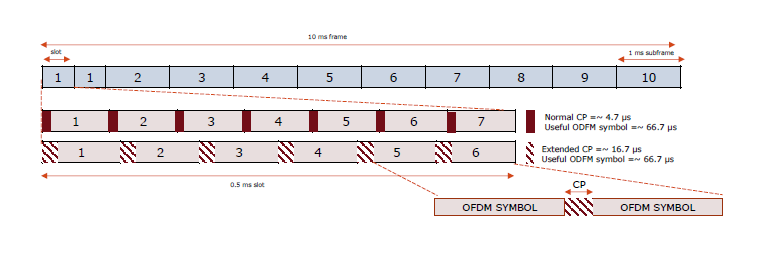 10 ms frame
slot
1 ms subframe
1 1 2 3 4 5 6 7 8 9 10
1 2 3 4 5 6 7
Normal CP =~ 4.7 µs
Useful ODFM symbol =~ 66.7 µs
1 2 3 4 5 6
Extended CP =~ 16.7 µs
Useful ODFM symbol =~ 66.7 µs
0.5 ms slot
CP
OFDM SYMBOL OFDM SYMBOL